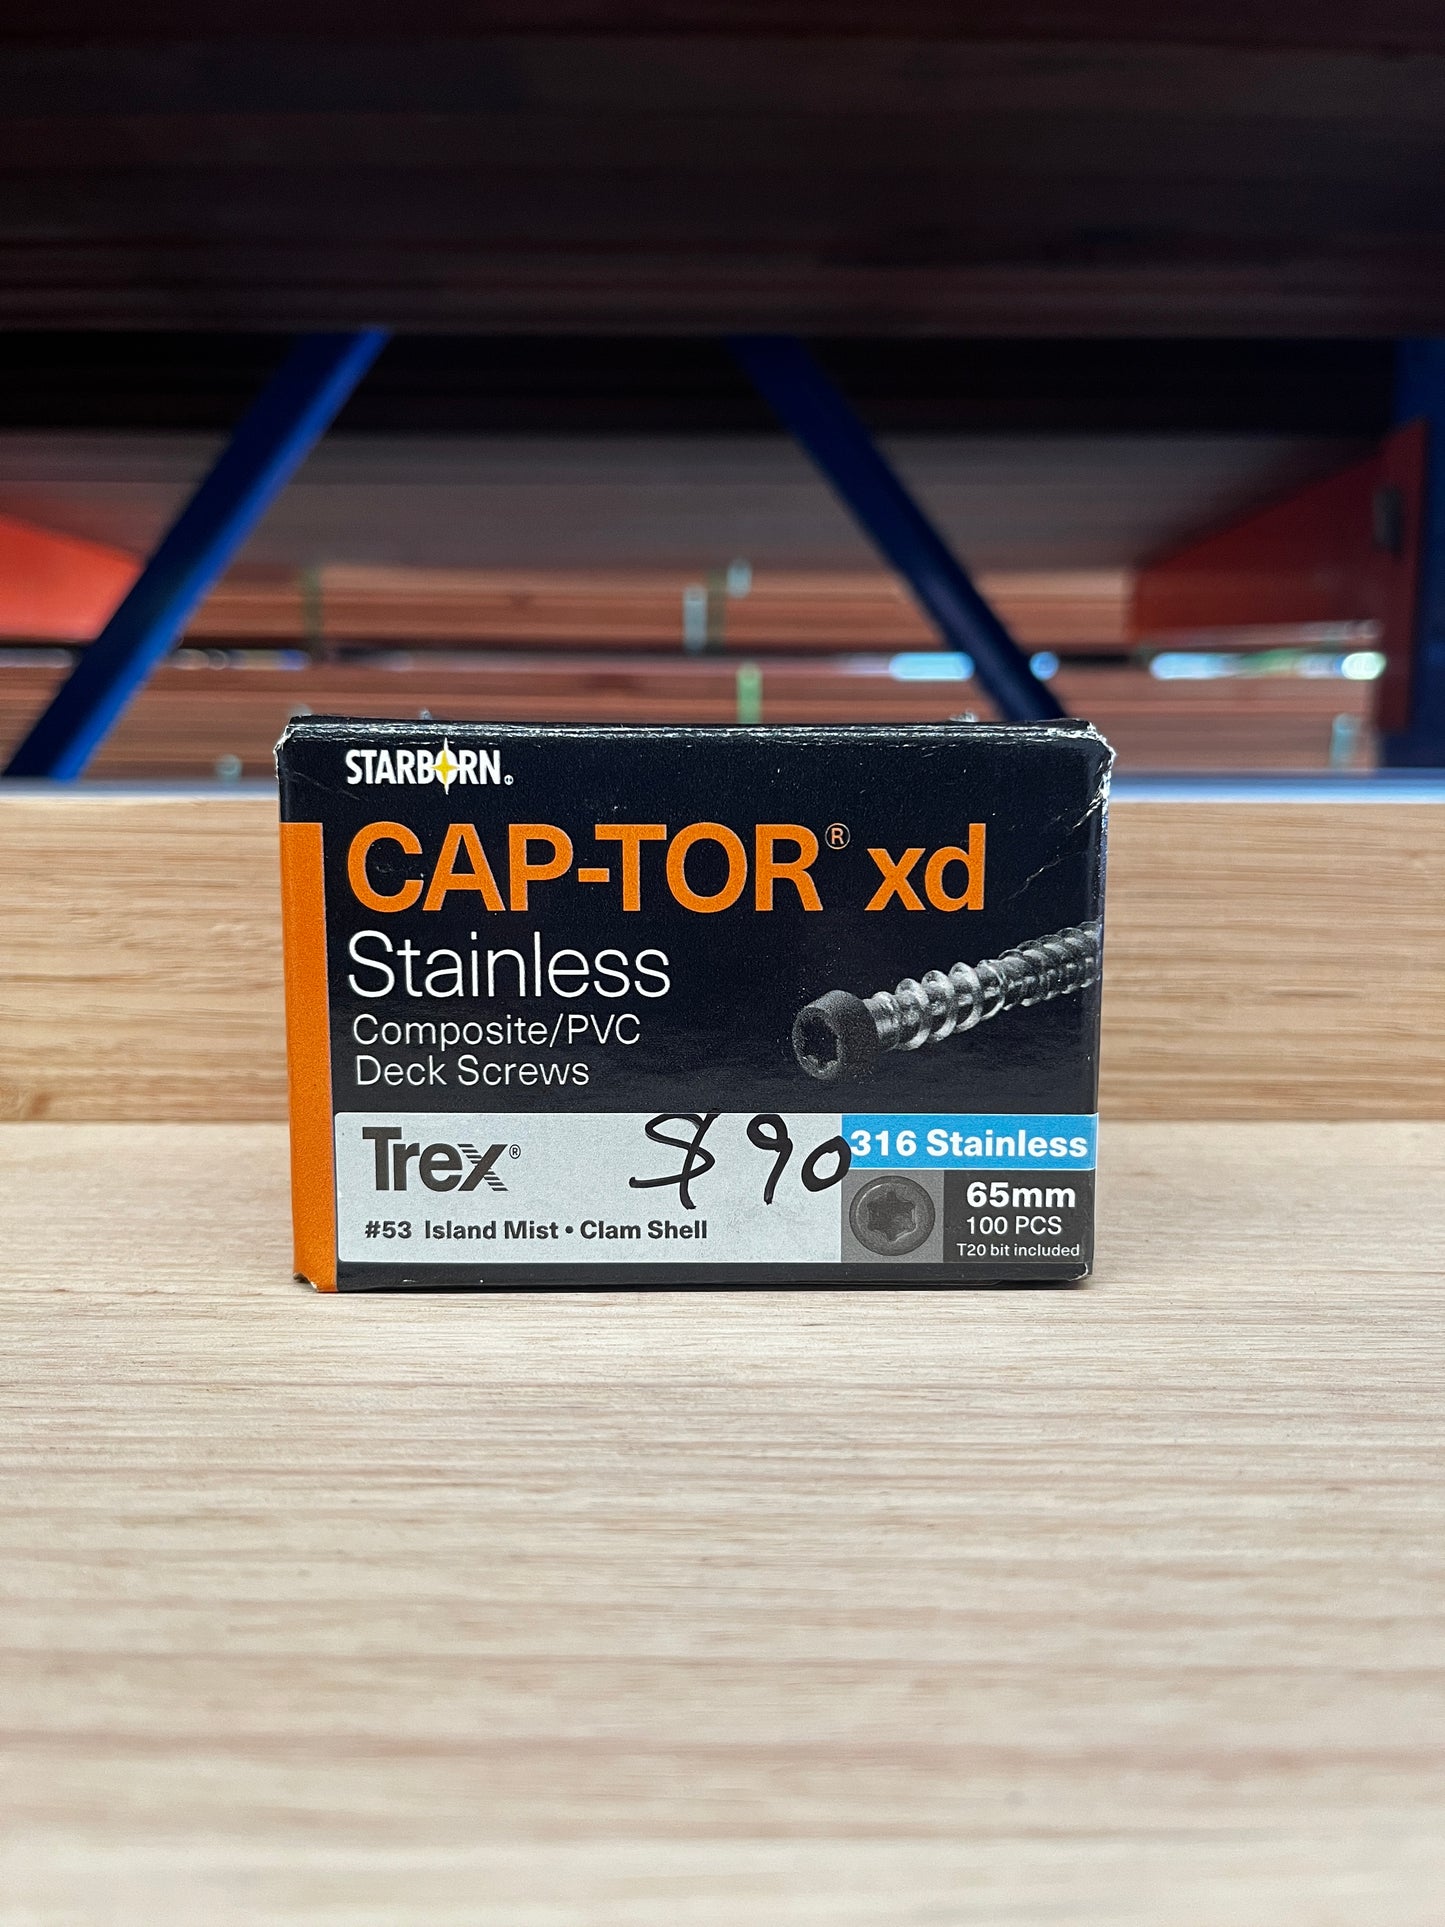 STARBORN®
CAP-TOR® xd
Stainless
Composite/PVC
Deck Screws
Trex®
$90
316 Stainless
#53 Island Mist • Clam Shell
65mm
100 PCS
T20 bit included